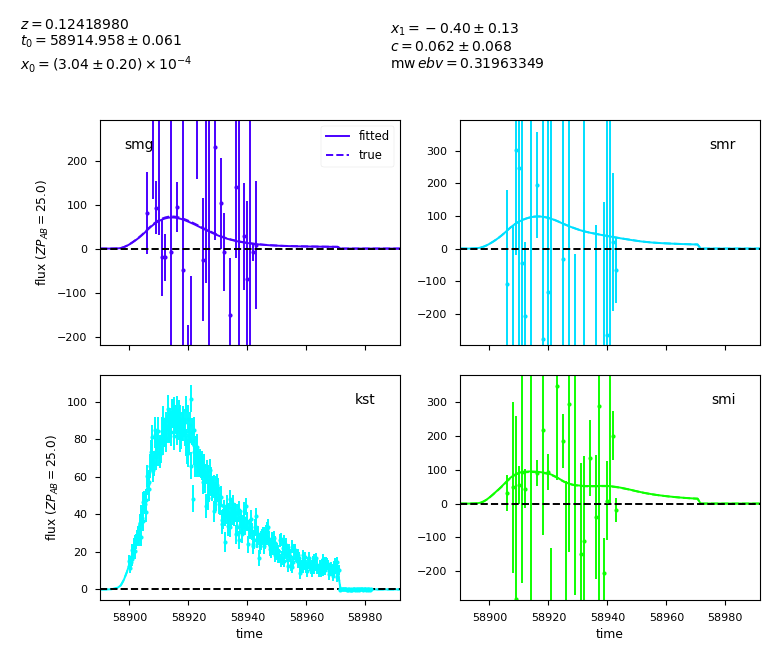 z = 0.12418980
t0 = 58914.958 ± 0.061
x0 = (3.04 ± 0.20) × 10^−4
x1 = −0.40 ± 0.13
c = 0.062 ± 0.068
mw ebv = 0.31963349
smg
fitted
true
200
100
0
−100
−200
flux (ZP_AB = 25.0)
smr
300
200
100
0
−100
−200
kst
100
80
60
40
20
0
flux (ZP_AB = 25.0)
58900 58920 58940 58960 58980
time
smi
300
200
100
0
−100
−200
58900 58920 58940 58960 58980
time